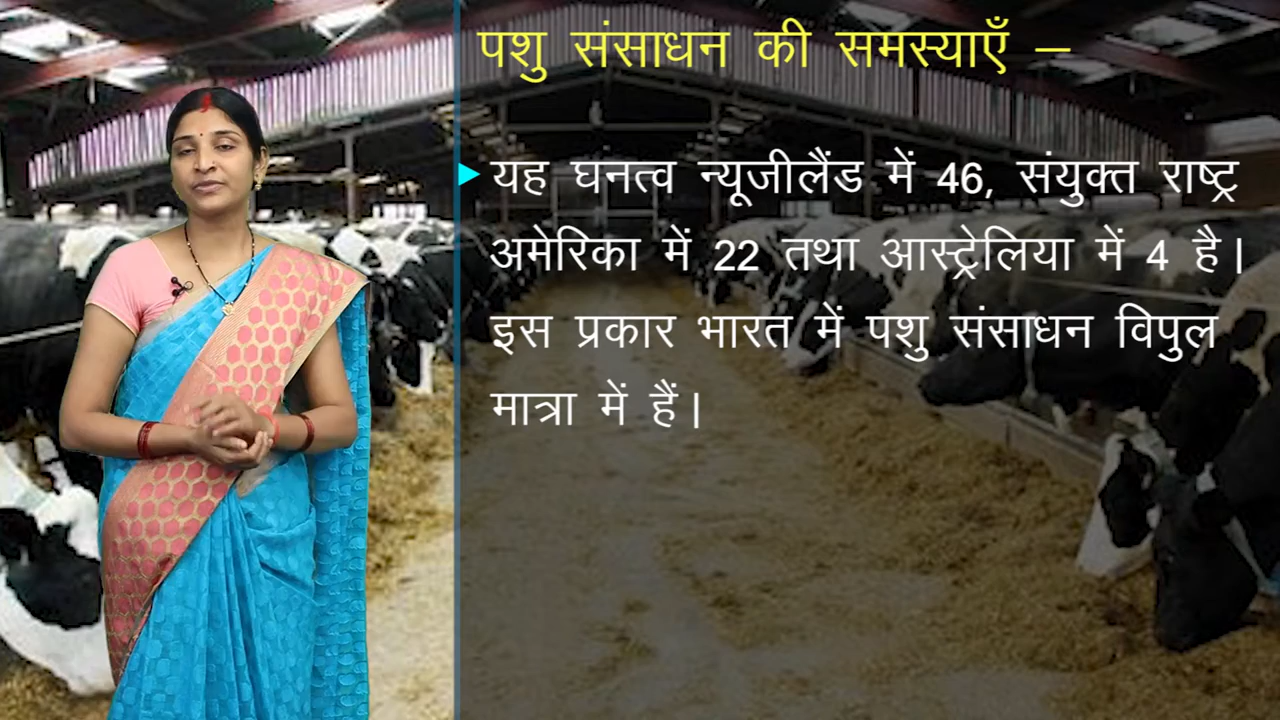 पशु संसाधन की समस्याएँ –
यह घनत्व न्यूजीलैंड में 46, संयुक्त राष्ट्र
अमेरिका में 22 तथा आस्ट्रेलिया में 4 है।
इस प्रकार भारत में पशु संसाधन विपुल
मात्रा में हैं।